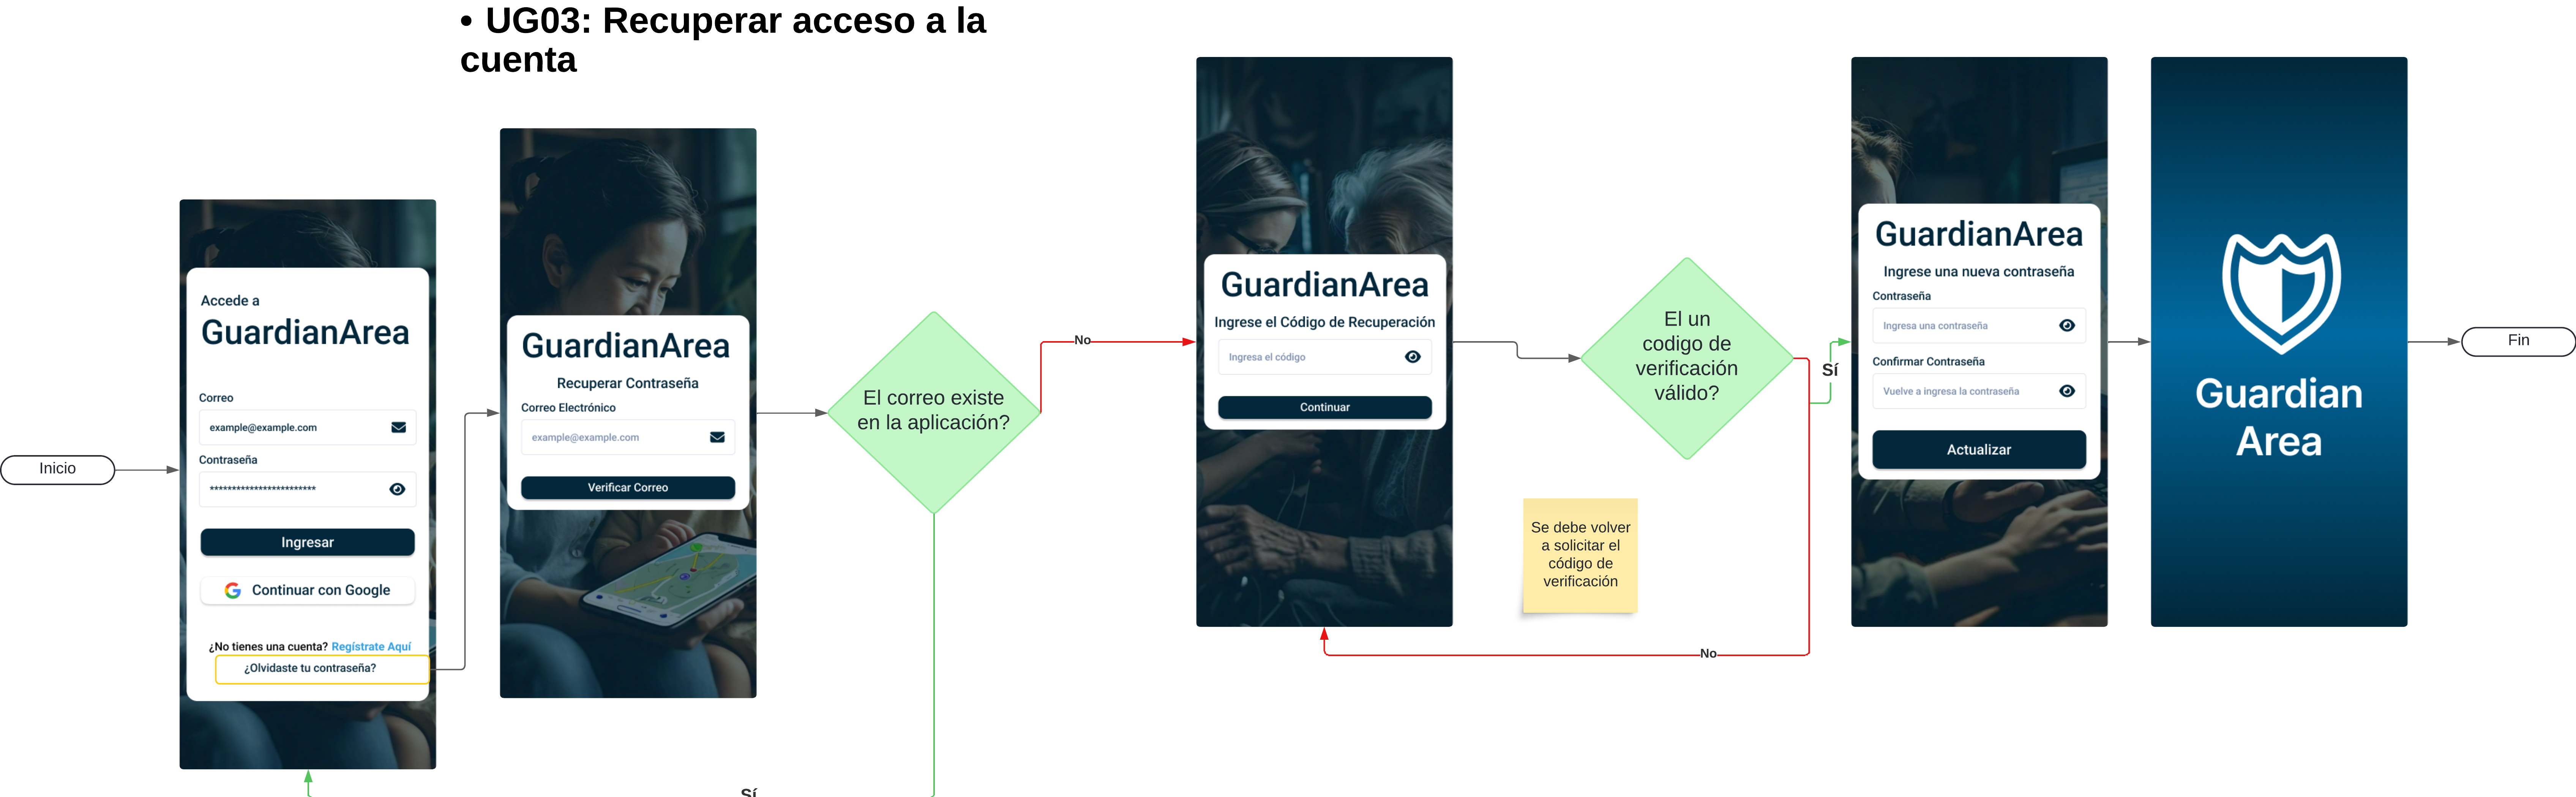 • UG03: Recuperar acceso a la
cuenta
Inicio
Accede a
GuardianArea
Correo
example@example.com
Contraseña
************************
Ingresar
Continuar con Google
¿No tienes una cuenta? Regístrate Aquí
¿Olvidaste tu contraseña?
GuardianArea
Recuperar Contraseña
Correo Electrónico
example@example.com
Verificar Correo
El correo existe
en la aplicación?
No
Sí
GuardianArea
Ingrese el Código de Recuperación
Ingresa el código
Continuar
El un
codigo de
verificación
válido?
Se debe volver
a solicitar el
código de
verificación
No
Sí
GuardianArea
Ingrese una nueva contraseña
Contraseña
Ingresa una contraseña
Confirmar Contraseña
Vuelve a ingresa la contraseña
Actualizar
Guardian
Area
Fin